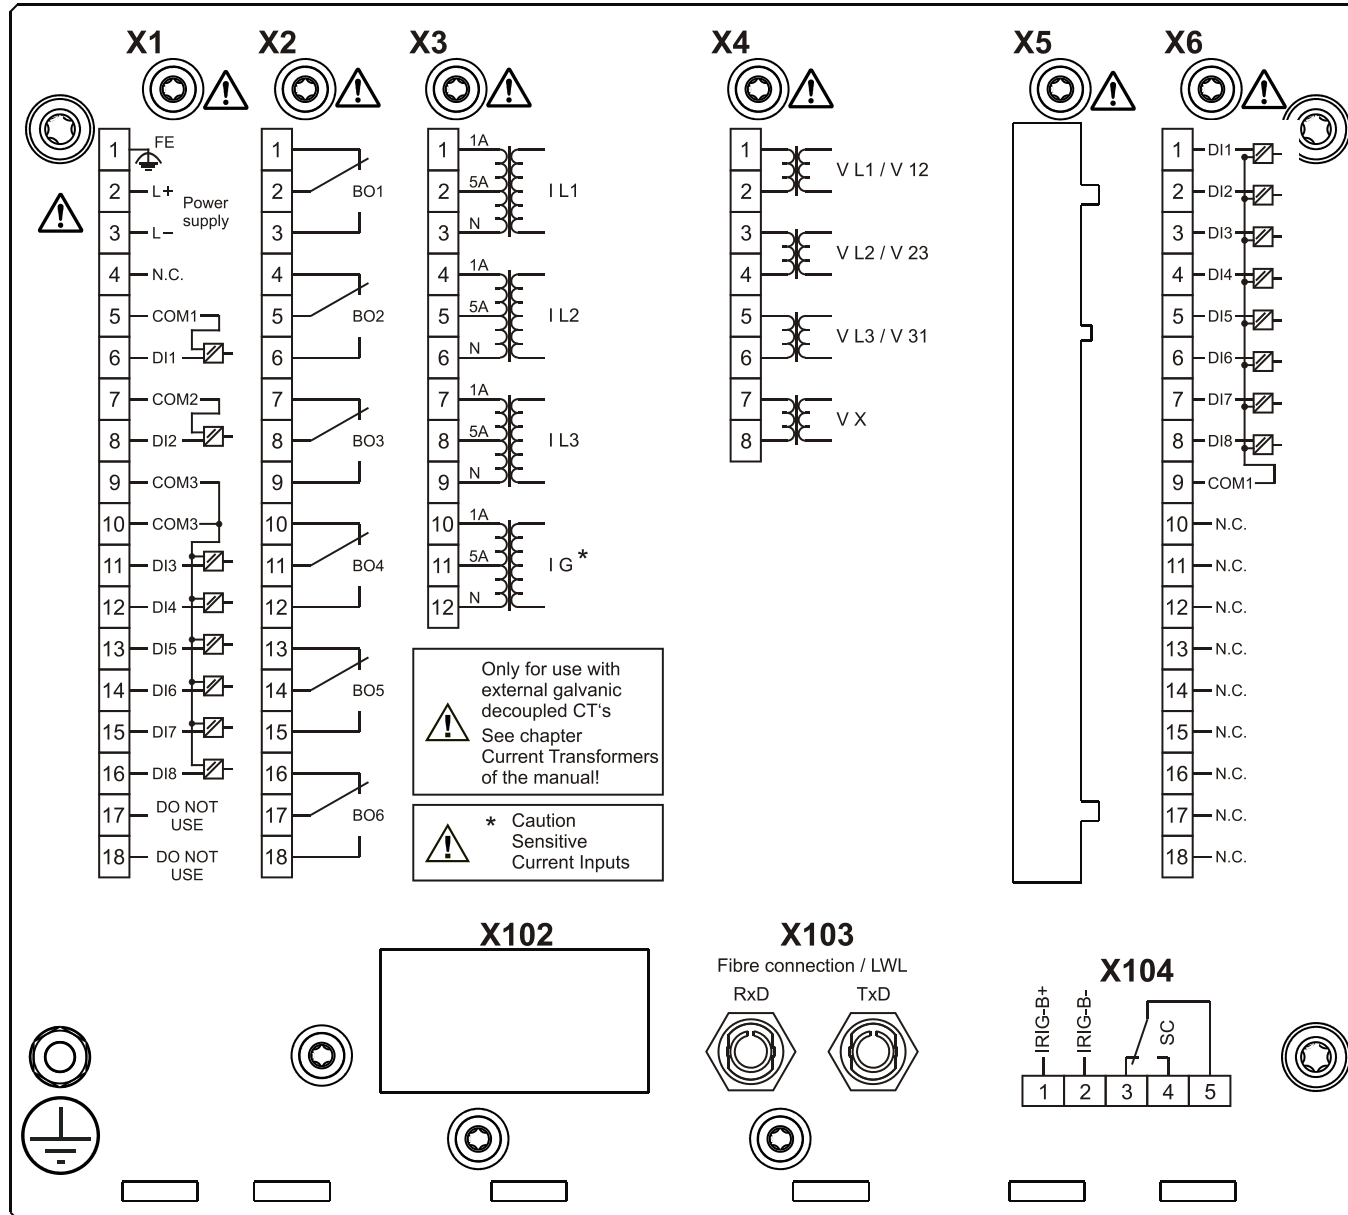 X1 X2 X3 X4 X5 X6
1 FE
2 L+
3 L-
Power
supply
4 N.C.
5 COM1
6 DI1
7 COM2
8 DI2
9 COM3
10 COM3
11 DI3
12 DI4
13 DI5
14 DI6
15 DI7
16 DI8
17 DO NOT
USE
18 DO NOT
USE
1
2 BO1
3
4
5 BO2
6
7
8 BO3
9
10
11 BO4
12
13
14 BO5
15
16
17 BO6
18
1 1A
2 5A I L1
3 N
4 1A
5 5A I L2
6 N
7 1A
8 5A I L3
9 N
10 1A
11 5A I G *
12 N
Only for use with
external galvanic
decoupled CT's
See chapter
Current Transformers
of the manual!
* Caution
Sensitive
Current Inputs
1
V L1 / V 12
2
3
V L2 / V 23
4
5
V L3 / V 31
6
7
V X
8
1 DI1
2 DI2
3 DI3
4 DI4
5 DI5
6 DI6
7 DI7
8 DI8
9 COM1
10 N.C.
11 N.C.
12 N.C.
13 N.C.
14 N.C.
15 N.C.
16 N.C.
17 N.C.
18 N.C.
X102
X103
Fibre connection / LWL
RxD TxD
X104
IRIG-B+
IRIG-B-
SC
1 2 3 4 5